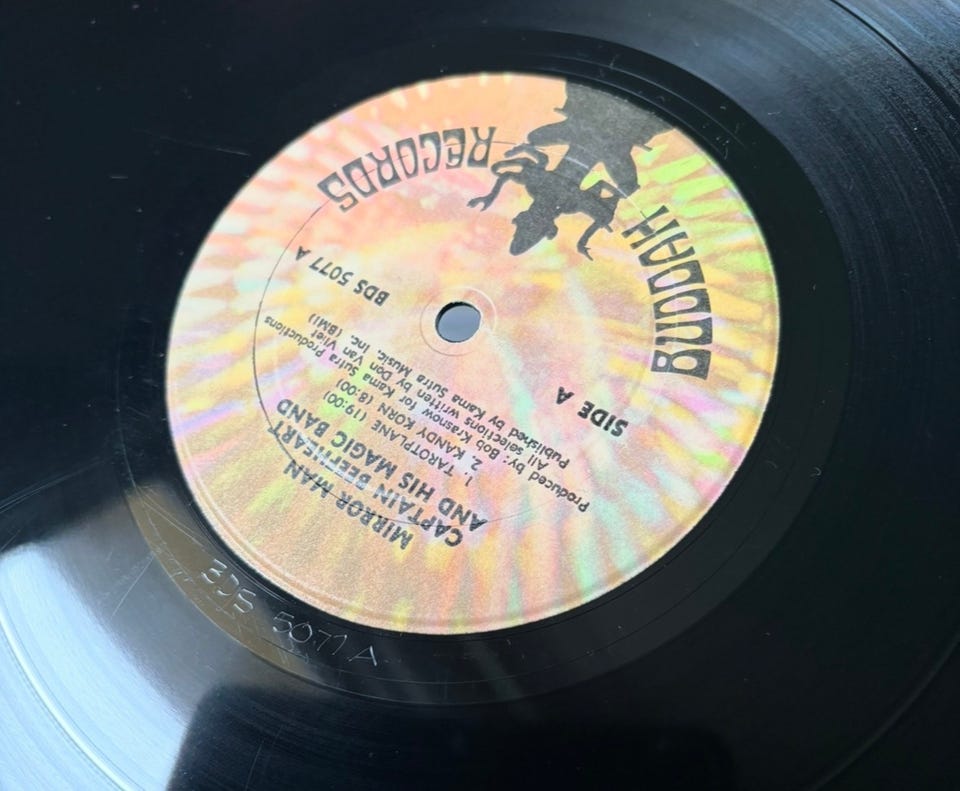 BUDDAH RECORDS
BDS 5077 A
SIDE A
MIRROR MAN
CAPTAIN BEEFHEART
AND HIS MAGIC BAND
1. TAROTPLANE (19:00)
2. KANDY KORN (8:00)
Produced by: Bob Krasnow for Kama Sutra Productions
All selections written by Don Van Vliet
Published by Kama Sutra Music, Inc. (BMI)
BDS 5077 A